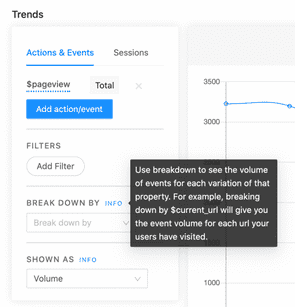 Trends
Actions & Events Sessions
$pageview Total
Add action/event
FILTERS
Add Filter
BREAK DOWN BY INFO
Break down by
SHOWN AS INFO
Volume
Use breakdown to see the volume
of events for each variation of that
property. For example, breaking
down by $current_url will give you
the event volume for each url your
users have visited.
3500
3000
1000